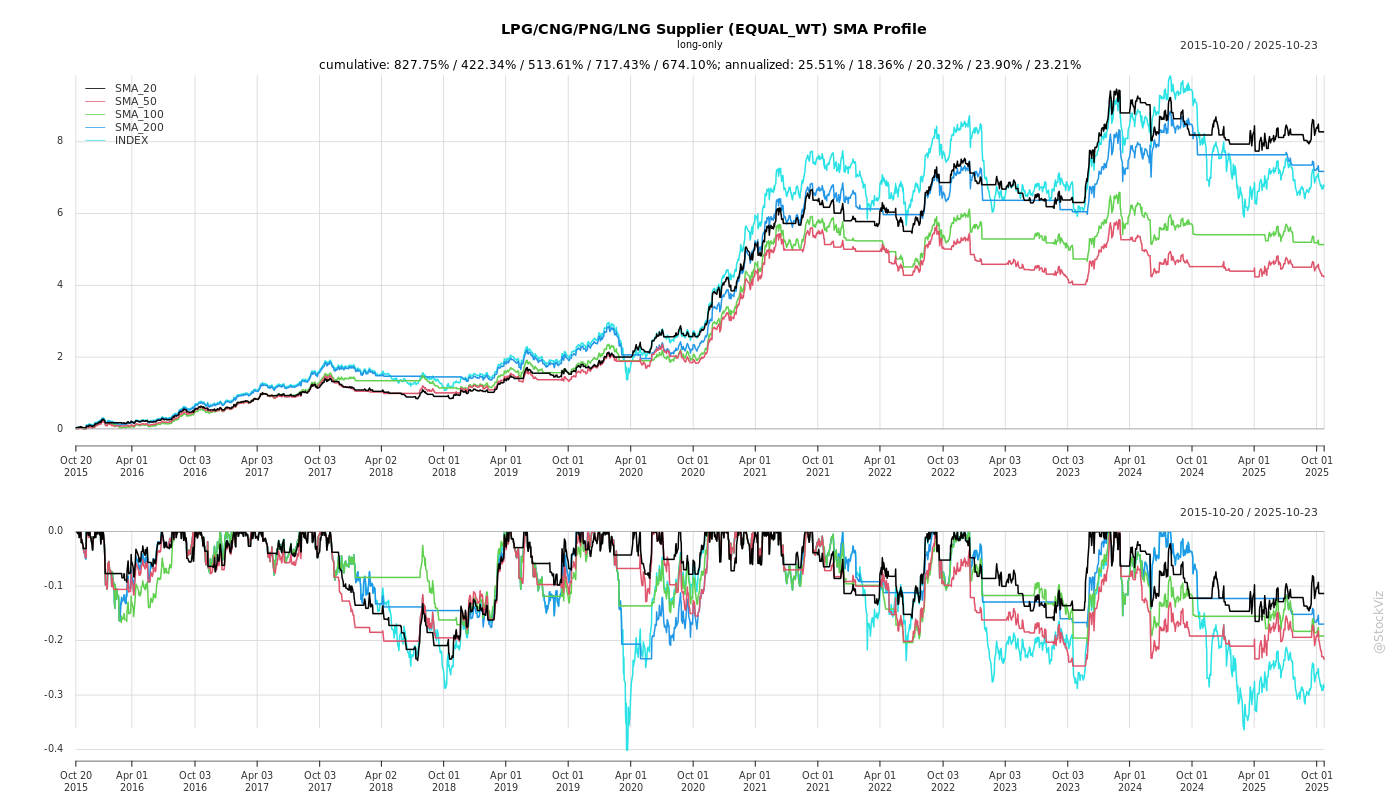 LPG/CNG/PNG/LNG Supplier (EQUAL_WT) SMA Profile
long-only
2015-10-20 / 2025-10-23
cumulative: 827.75% / 422.34% / 513.61% / 717.43% / 674.10%; annualized: 25.51% / 18.36% / 20.32% / 23.90% / 23.21%
SMA_20
SMA_50
SMA_100
SMA_200
INDEX
8
6
4
2
0
Oct 20 Apr 01 Oct 03 Apr 03 Oct 03 Apr 02 Oct 01 Apr 01 Oct 01 Apr 01 Oct 01 Apr 01 Oct 01 Apr 01 Oct 03 Apr 03 Oct 03 Apr 01 Oct 01 Apr 01 Oct 01
2015 2016 2016 2017 2017 2018 2018 2019 2019 2020 2020 2021 2021 2022 2022 2023 2023 2024 2024 2025 2025
2015-10-20 / 2025-10-23
0.0
-0.1
-0.2
-0.3
-0.4
Oct 20 Apr 01 Oct 03 Apr 03 Oct 03 Apr 02 Oct 01 Apr 01 Oct 01 Apr 01 Oct 01 Apr 01 Oct 01 Apr 01 Oct 03 Apr 03 Oct 03 Apr 01 Oct 01 Apr 01 Oct 01
2015 2016 2016 2017 2017 2018 2018 2019 2019 2020 2020 2021 2021 2022 2022 2023 2023 2024 2024 2025 2025
@StockViz